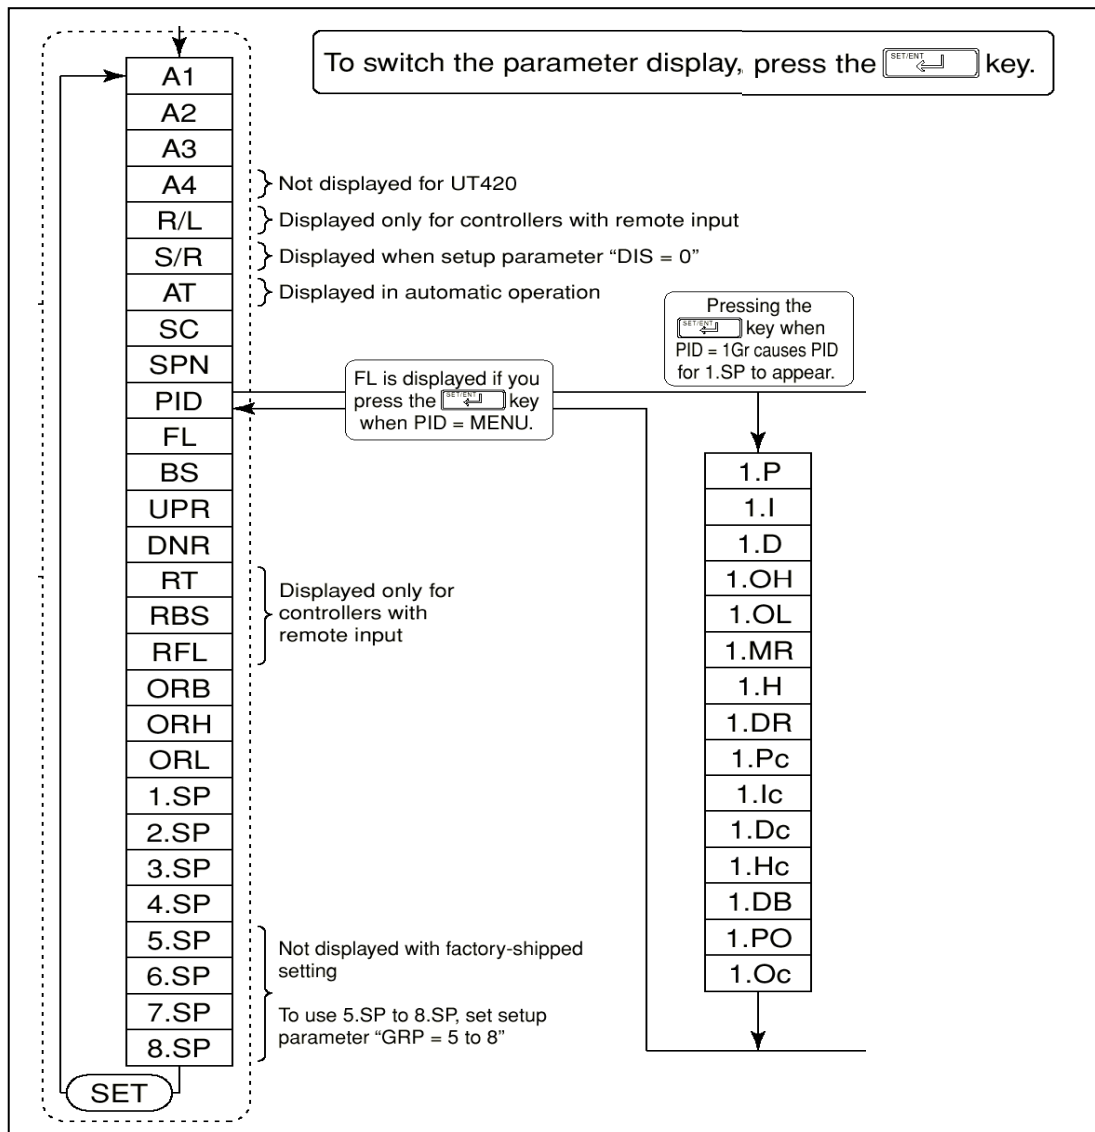 To switch the parameter display, press the SET/ENT key.
A1
A2
A3
A4
Not displayed for UT420
R/L
Displayed only for controllers with remote input
S/R
Displayed when setup parameter “DIS = 0”
AT
Displayed in automatic operation
SC
SPN
PID
FL
BS
UPR
DNR
RT
RBS
RFL
Displayed only for
controllers with
remote input
ORB
ORH
ORL
1.SP
2.SP
3.SP
4.SP
5.SP
6.SP
7.SP
8.SP
Not displayed with factory-shipped
setting
To use 5.SP to 8.SP, set setup
parameter “GRP = 5 to 8”
SET
FL is displayed if you
press the SET/ENT key
when PID = MENU.
Pressing the
SET/ENT key when
PID = 1Gr causes PID
for 1.SP to appear.
1.P
1.I
1.D
1.OH
1.OL
1.MR
1.H
1.DR
1.Pc
1.Ic
1.Dc
1.Hc
1.DB
1.PO
1.Oc